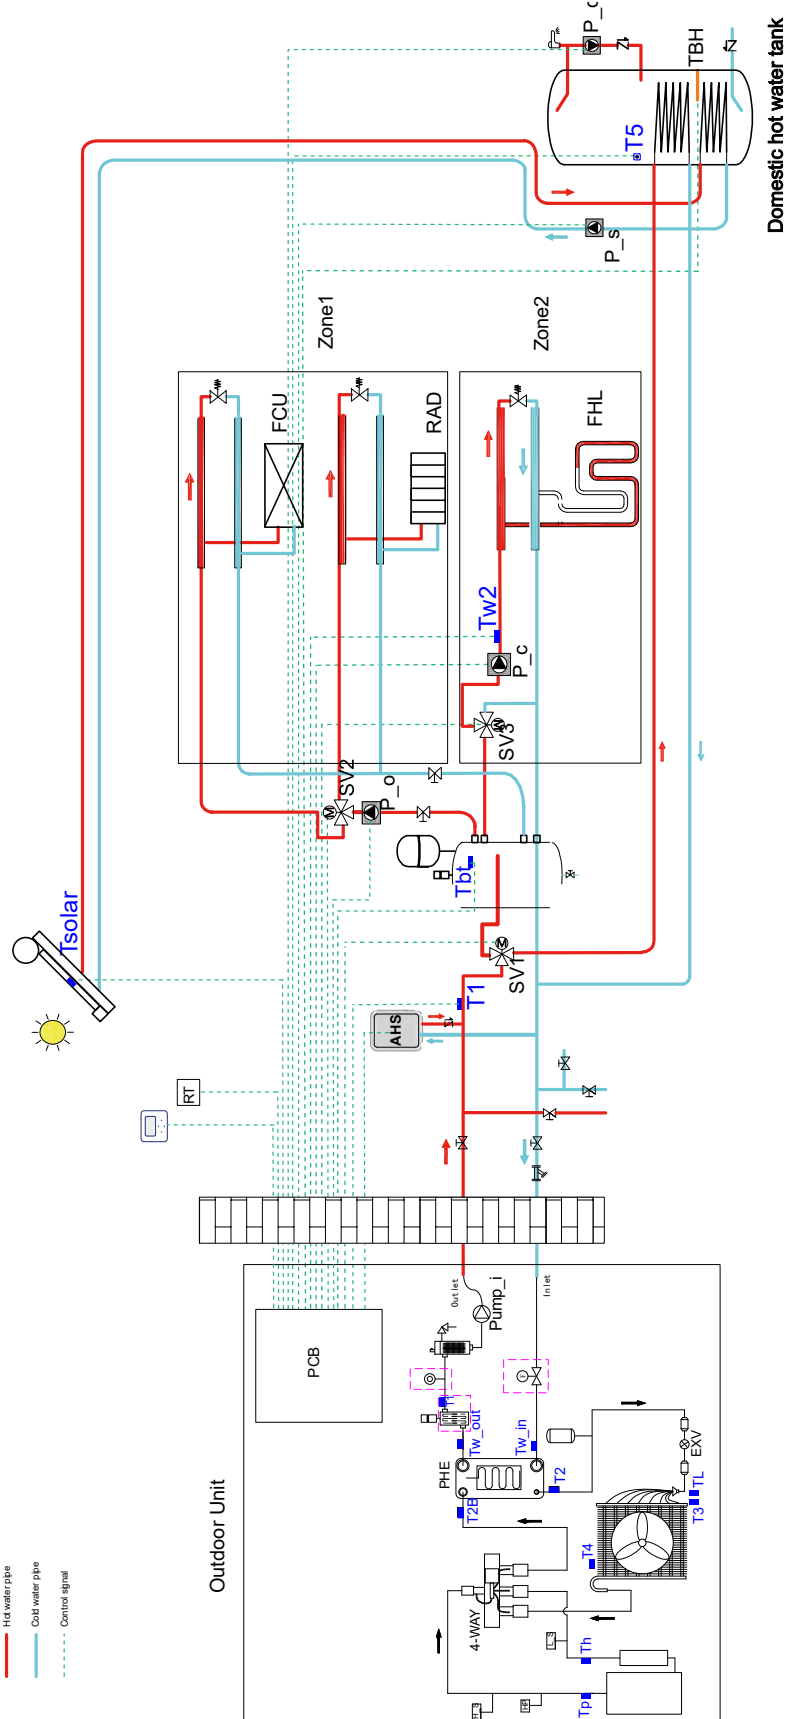 P_c
TBH
Domestic hot water tank
T5
P_s
Zone1
Zone2
FCU
RAD
FHL
Tw2
P_c
SV3
SV2
M
M
P_o
Tbt
Tsolar
M
SV1
T1
AHS
RT
Outlet
Inlet
Pump_i
PCB
F
T1
Tw_out
Tw_in
PHE
EXV
T2
T2B
TL
T3
Outdoor Unit
T4
4-WAY
Th
Tp
Hot water pipe
Cold water pipe
Control signal